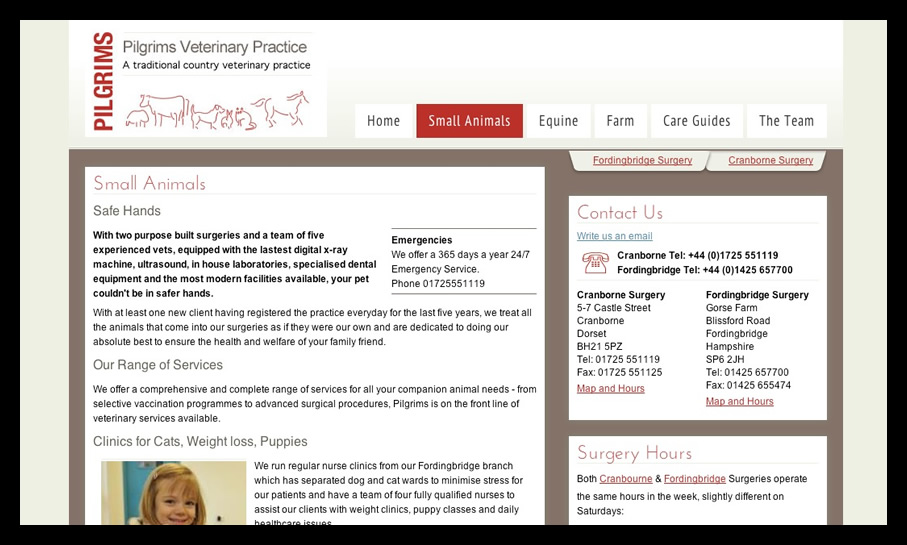 PILGRIMS
Pilgrims Veterinary Practice
A traditional country veterinary practice
Home
Small Animals
Equine
Farm
Care Guides
The Team
Fordingbridge Surgery
Cranborne Surgery
Small Animals
Safe Hands
With two purpose built surgeries and a team of five
experienced vets, equipped with the lastest digital x-ray
machine, ultrasound, in house laboratories, specialised dental
equipment and the most modern facilities available, your pet
couldn't be in safer hands.
Emergencies
We offer a 365 days a year 24/7
Emergency Service.
Phone 01725551119
With at least one new client having registered the practice everyday for the last five years, we treat all
the animals that come into our surgeries as if they were our own and are dedicated to doing our
absolute best to ensure the health and welfare of your family friend.
Our Range of Services
We offer a comprehensive and complete range of services for all your companion animal needs - from
selective vaccination programmes to advanced surgical procedures, Pilgrims is on the front line of
veterinary services available.
Clinics for Cats, Weight loss, Puppies
We run regular nurse clinics from our Fordingbridge branch
which has separated dog and cat wards to minimise stress for
our patients and have a team of four fully qualified nurses to
assist our clients with weight clinics, puppy classes and daily
healthcare issues
Contact Us
Write us an email
Cranborne Tel: +44 (0)1725 551119
Fordingbridge Tel: +44 (0)1425 657700
Cranborne Surgery
5-7 Castle Street
Cranborne
Dorset
BH21 5PZ
Tel: 01725 551119
Fax: 01725 551125
Map and Hours
Fordingbridge Surgery
Gorse Farm
Blissford Road
Fordingbridge
Hampshire
SP6 2JH
Tel: 01425 657700
Fax: 01425 655474
Map and Hours
Surgery Hours
Both Cranbourne & Fordingbridge Surgeries operate
the same hours in the week, slightly different on
Saturdays: